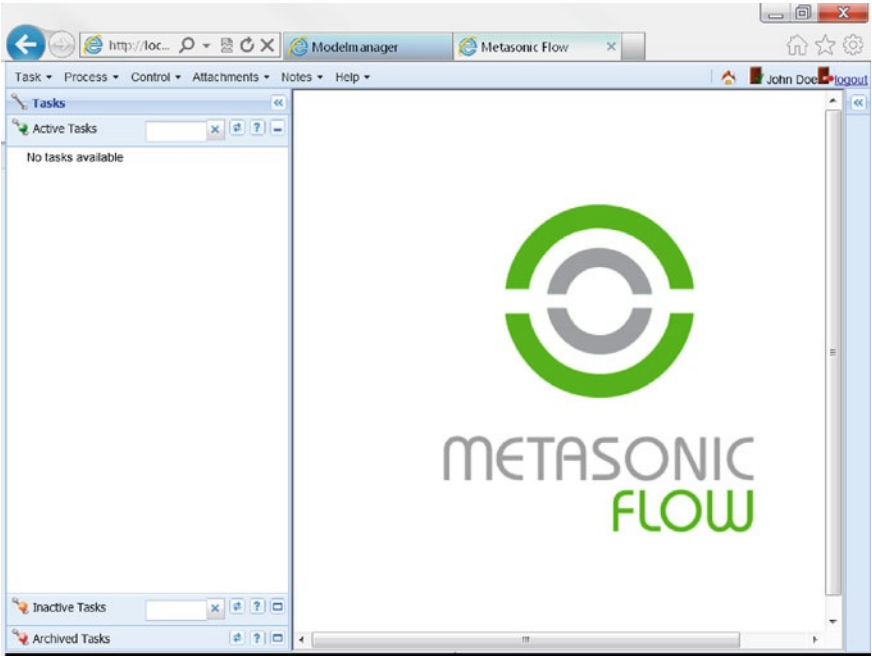 http://loc...
Modelmanager
Metasonic Flow
Task Process Control Attachments Notes Help
John Doe logout
Tasks
Active Tasks
No tasks available
METASONIC
FLOW
Inactive Tasks
Archived Tasks